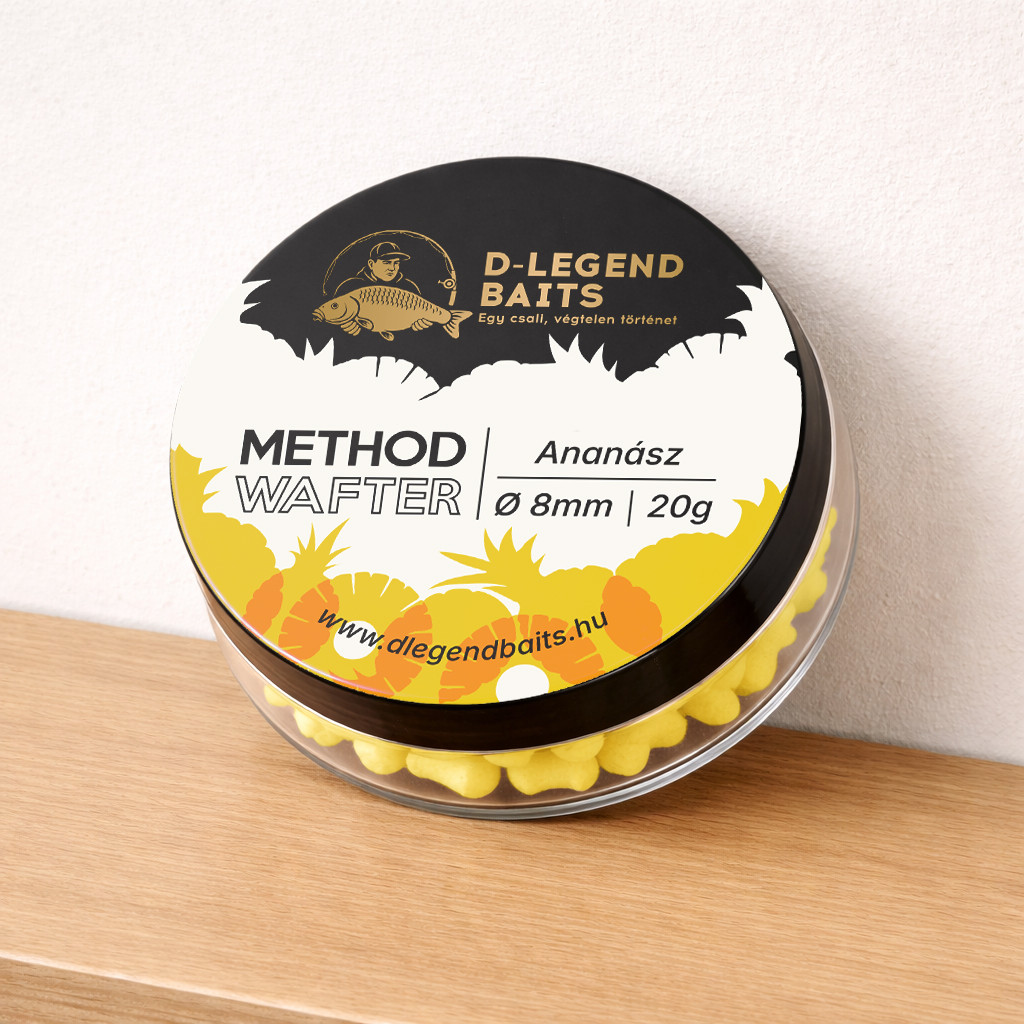 D-LEGEND
BAITS
Egy csali, végtelen történet
METHOD
WAFTER
Ananász
Ø 8mm | 20g
www.dlegendbaits.hu